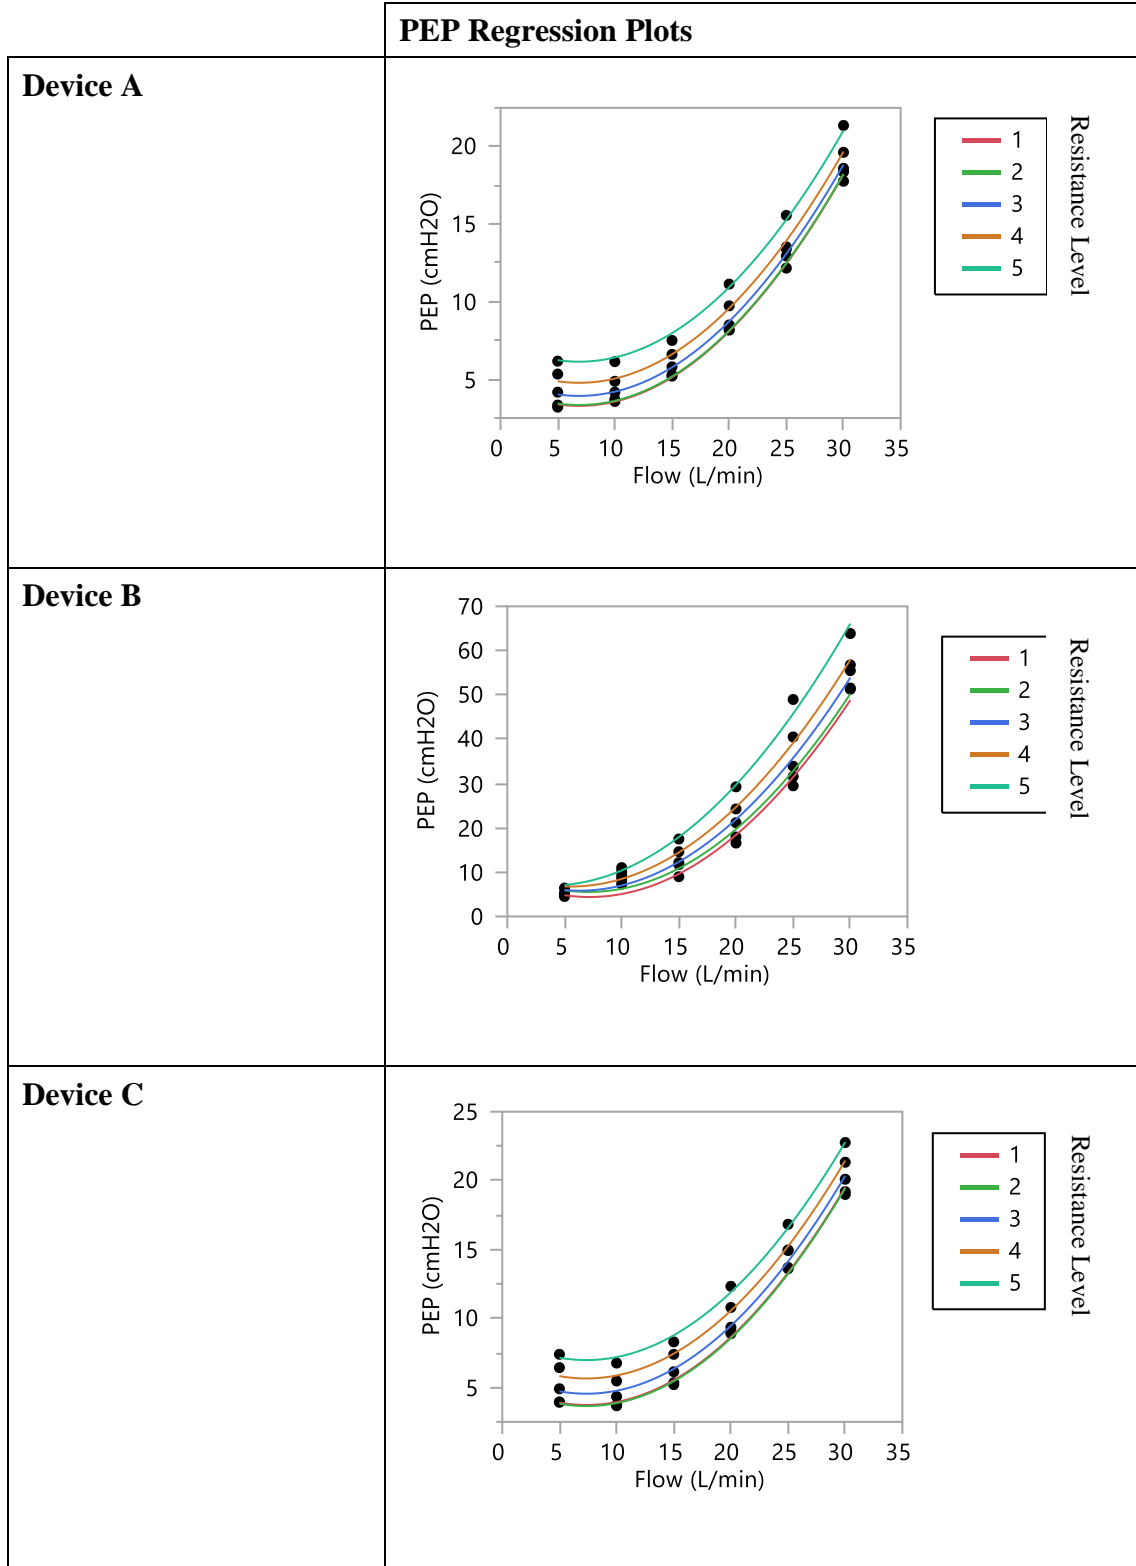 PEP Regression Plots
Device A
20
15
10
5
PEP (cmH2O)
0 5 10 15 20 25 30 35
Flow (L/min)
1
2
3
4
5
Resistance Level
Device B
70
60
50
40
30
20
10
0
PEP (cmH2O)
0 5 10 15 20 25 30 35
Flow (L/min)
1
2
3
4
5
Resistance Level
Device C
25
20
15
10
5
PEP (cmH2O)
0 5 10 15 20 25 30 35
Flow (L/min)
1
2
3
4
5
Resistance Level